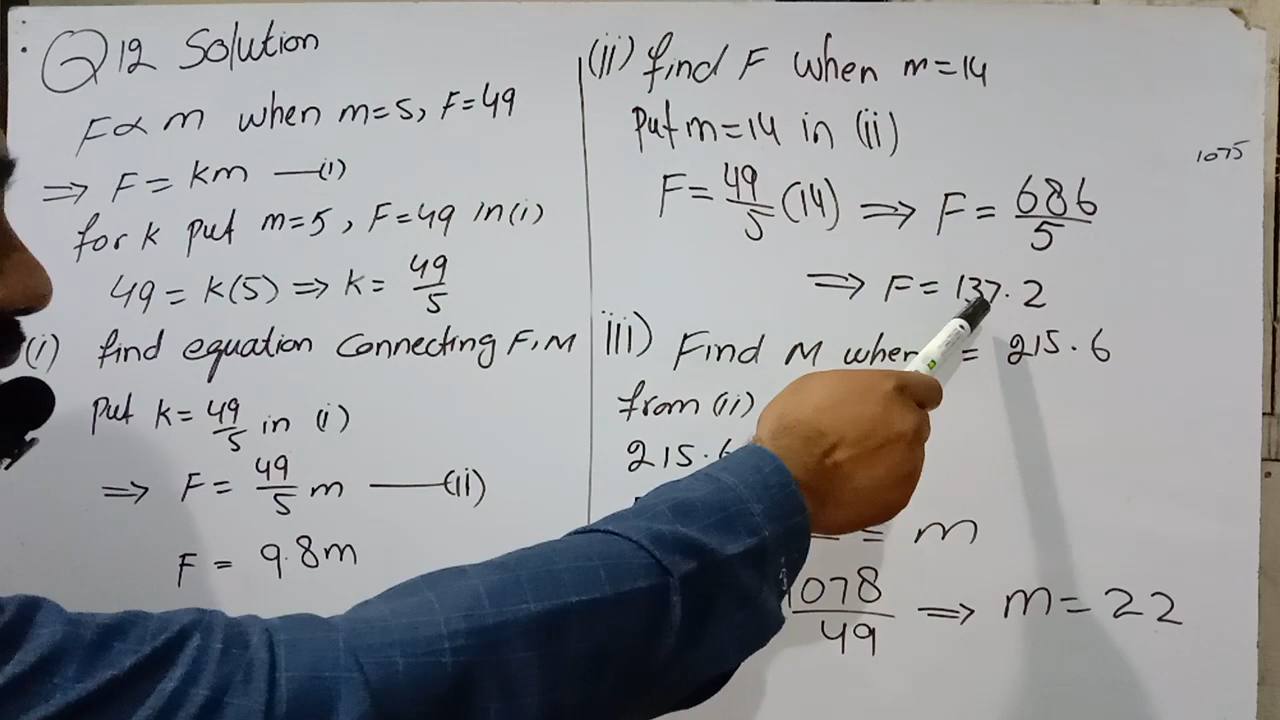 Q12 Solution
F∝m when m=5, F=49
⇒ F = km —(i)
for k put m=5, F=49 in (i)
49 = k(5) ⇒ k = 49/5
(i) find equation connecting F, M
Put k = 49/5 in (i)
⇒ F = 49/5 m —(ii)
F = 9.8m
(ii) find F when m=14
Put m=14 in (ii)
F = 49/5 (14) ⇒ F = 686/5
⇒ F = 137.2
iii) Find M when = 215.6
from (ii)
215.6
= m
1078/49 ⇒ m = 22
1075